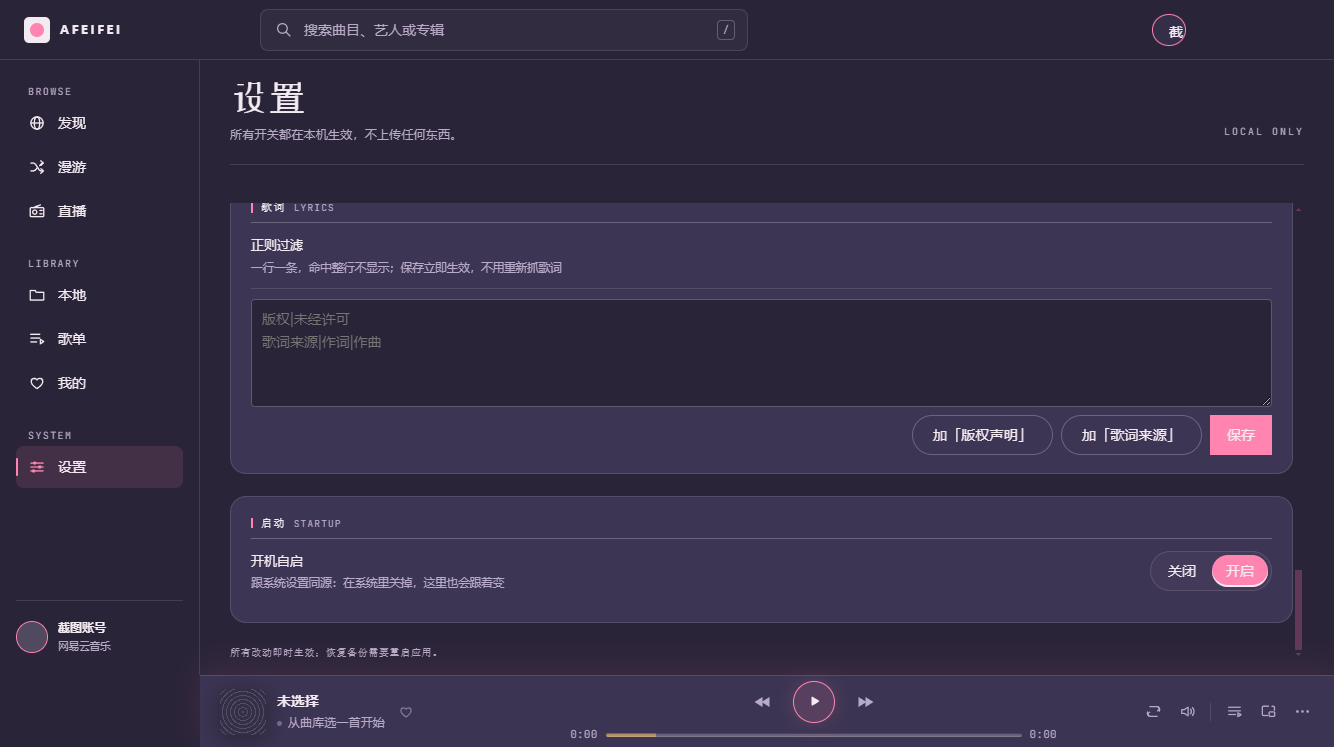 AFEIFEI
搜索曲目、艺人或专辑
/
截
BROWSE
发现
漫游
直播
LIBRARY
本地
歌单
我的
SYSTEM
设置
截图账号
网易云音乐
设置
所有开关都在本机生效，不上传任何东西。
LOCAL ONLY
歌词 LYRICS
正则过滤
一行一条，命中整行不显示；保存立即生效，不用重新抓歌词
版权|未经许可
歌词来源|作词|作曲
加「版权声明」
加「歌词来源」
保存
启动 STARTUP
开机自启
跟系统设置同源：在系统里关掉，这里也会跟着变
关闭
开启
所有改动即时生效；恢复备份需要重启应用。
未选择
从曲库选一首开始
0:00
0:00